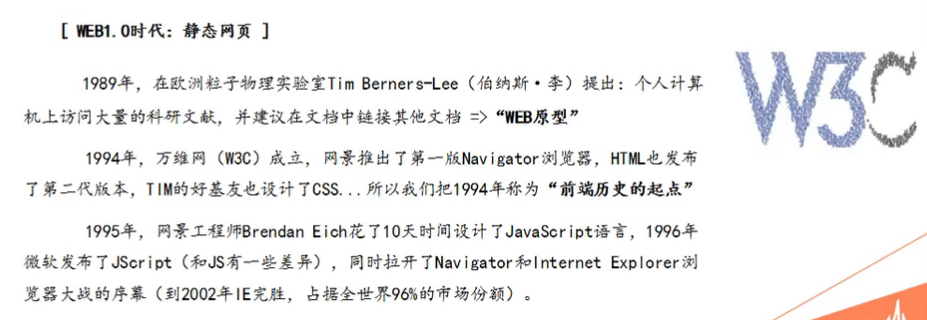 [ WEB1.0时代：静态网页 ]
W3C
1989年，在欧洲粒子物理实验室Tim Berners-Lee（伯纳斯·李）提出：个人计算
机上访问大量的科研文献，并建议在文档中链接其他文档 =>“WEB原型”
1994年，万维网（W3C）成立，网景推出了第一版Navigator浏览器，HTML也发布
了第二代版本，TIM的好基友也设计了CSS...所以我们把1994年称为“前端历史的起点”
1995年，网景工程师Brendan Eich花了10天时间设计了JavaScript语言，1996年
微软发布了JScript（和JS有一些差异），同时拉开了Navigator和Internet Explorer浏
览器大战的序幕（到2002年IE完胜，占据全世界96%的市场份额）。